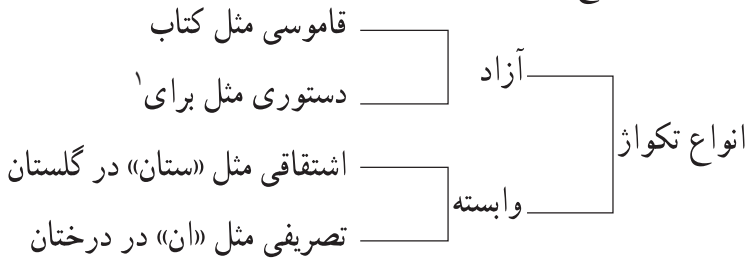 انواع تکواژ
آزاد
قاموسی مثل کتاب
دستوری مثل برای۱
وابسته
اشتقاقی مثل «ستان» در گلستان
تصریفی مثل «ان» در درختان